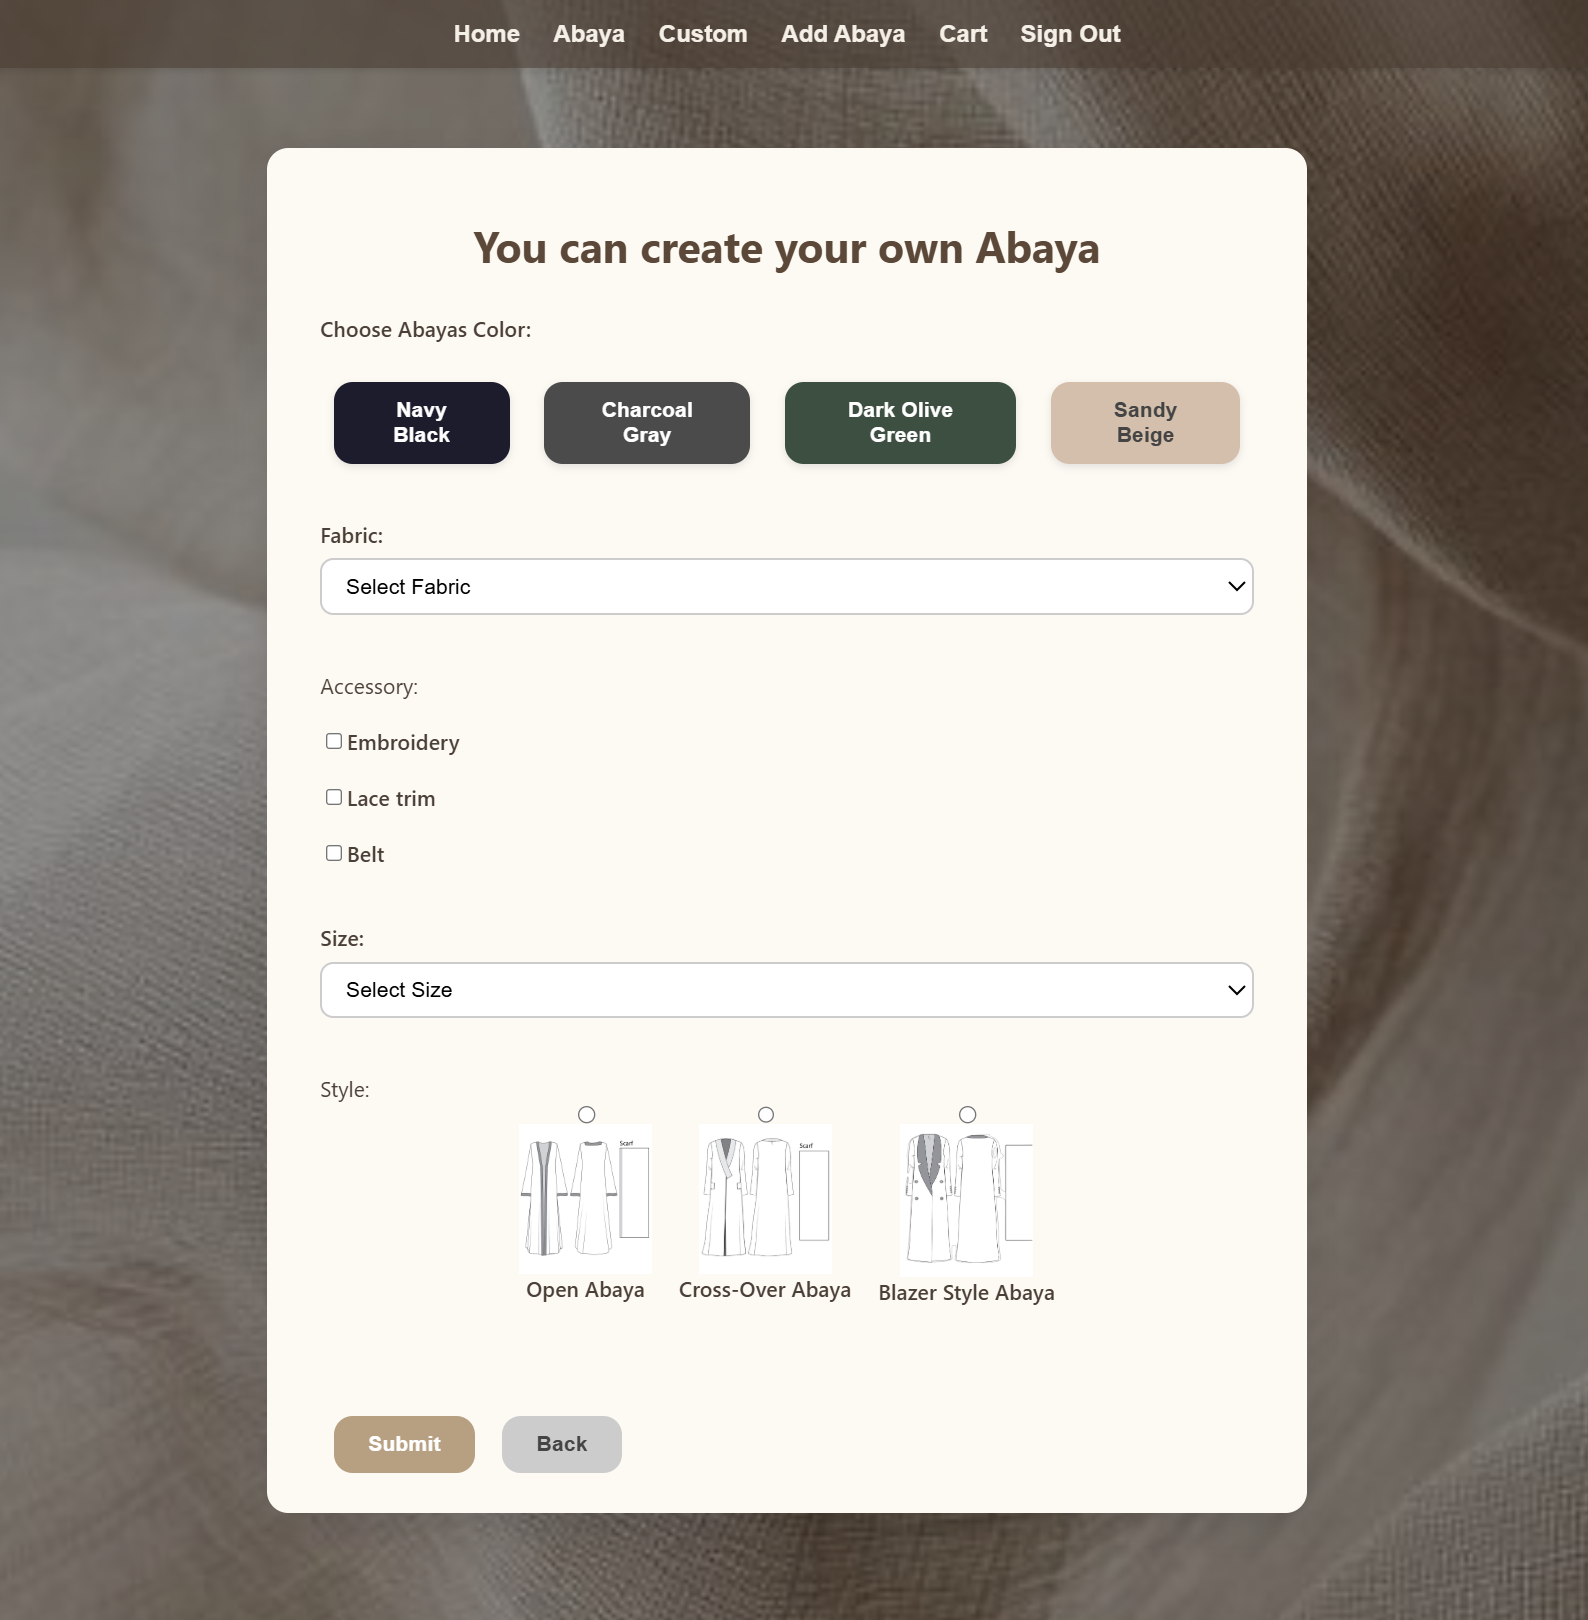 Home Abaya Custom Add Abaya Cart Sign Out
You can create your own Abaya
Choose Abayas Color:
Navy
Black
Charcoal
Gray
Dark Olive
Green
Sandy
Beige
Fabric:
Select Fabric
Accessory:
Embroidery
Lace trim
Belt
Size:
Select Size
Style:
Scarf
Scarf
Open Abaya
Cross-Over Abaya
Blazer Style Abaya
Submit
Back